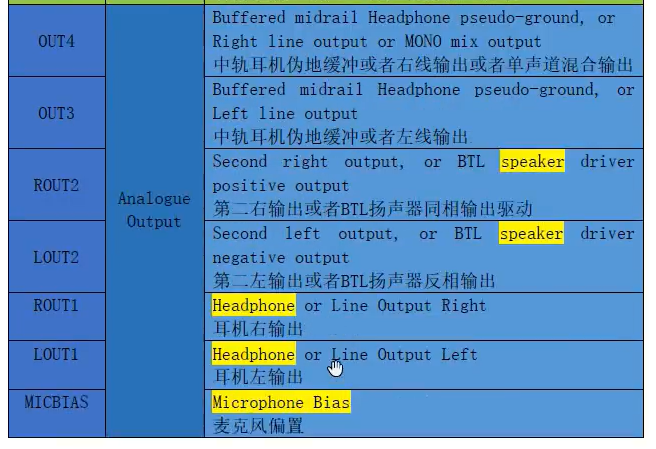 OUT4
Buffered midrail Headphone pseudo-ground, or
Right line output or MONO mix output
中轨耳机伪地缓冲或者右线输出或者单声道混合输出
OUT3
Buffered midrail Headphone pseudo-ground, or
Left line output
中轨耳机伪地缓冲或者左线输出
ROUT2
Second right output, or BTL speaker driver
positive output
第二右输出或者BTL扬声器同相输出驱动
Analogue
Output
LOUT2
Second left output, or BTL speaker driver
negative output
第二左输出或者BTL扬声器反相输出
ROUT1
Headphone or Line Output Right
耳机右输出
LOUT1
Headphone or Line Output Left
耳机左输出
MICBIAS
Microphone Bias
麦克风偏置